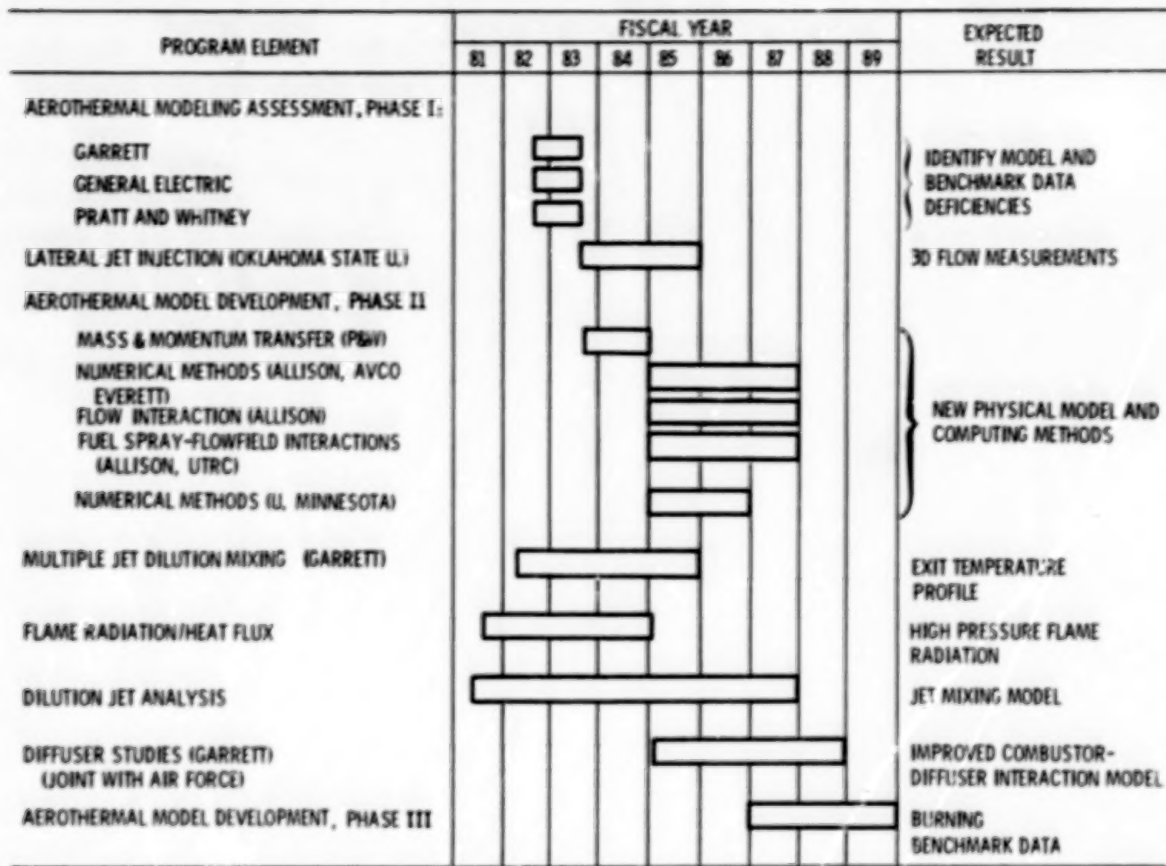 PROGRAM ELEMENT
FISCAL YEAR
EXPECTED
RESULT
81 82 83 84 85 86 87 88 89
AEROTHERMAL MODELING ASSESSMENT, PHASE I:
GARRETT
GENERAL ELECTRIC
PRATT AND WHITNEY
IDENTIFY MODEL AND
BENCHMARK DATA
DEFICIENCIES
LATERAL JET INJECTION (OKLAHOMA STATE U.)
3D FLOW MEASUREMENTS
AEROTHERMAL MODEL DEVELOPMENT, PHASE II
MASS & MOMENTUM TRANSFER (P&W)
NUMERICAL METHODS (ALLISON, AVCO
EVERETT)
FLOW INTERACTION (ALLISON)
FUEL SPRAY-FLOWFIELD INTERACTIONS
(ALLISON, UTRC)
NUMERICAL METHODS (U. MINNESOTA)
NEW PHYSICAL MODEL AND
COMPUTING METHODS
MULTIPLE JET DILUTION MIXING (GARRETT)
EXIT TEMPERATURE
PROFILE
FLAME RADIATION/HEAT FLUX
HIGH PRESSURE FLAME
RADIATION
DILUTION JET ANALYSIS
JET MIXING MODEL
DIFFUSER STUDIES (GARRETT)
(JOINT WITH AIR FORCE)
IMPROVED COMBUSTOR-
DIFFUSER INTERACTION MODEL
AEROTHERMAL MODEL DEVELOPMENT, PHASE III
BURNING
BENCHMARK DATA